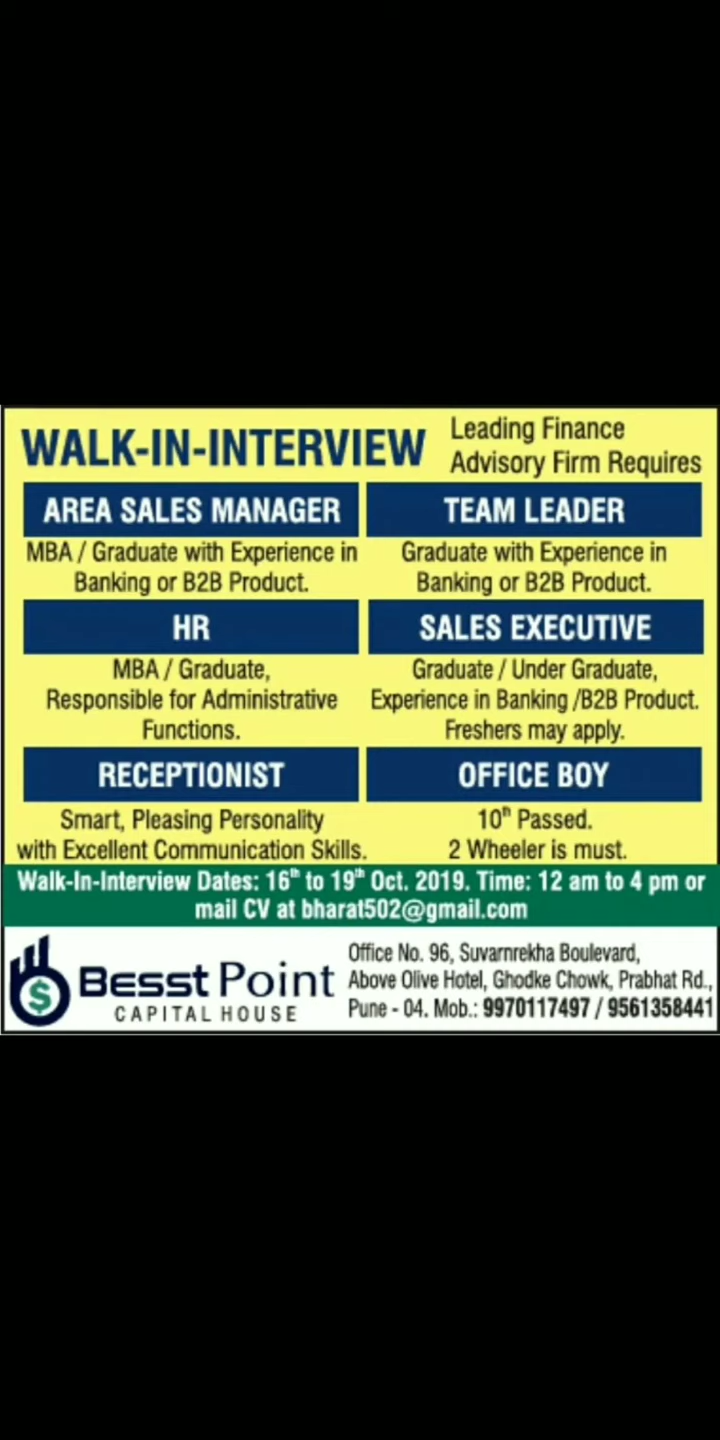 WALK-IN-INTERVIEW
Leading Finance
Advisory Firm Requires
AREA SALES MANAGER
MBA / Graduate with Experience in
Banking or B2B Product.
TEAM LEADER
Graduate with Experience in
Banking or B2B Product.
HR
MBA / Graduate,
Responsible for Administrative
Functions.
SALES EXECUTIVE
Graduate / Under Graduate,
Experience in Banking /B2B Product.
Freshers may apply.
RECEPTIONIST
Smart, Pleasing Personality
with Excellent Communication Skills.
OFFICE BOY
10th Passed.
2 Wheeler is must.
Walk-In-Interview Dates: 16th to 19th Oct. 2019. Time: 12 am to 4 pm or
mail CV at bharat502@gmail.com
$
Besst Point
CAPITAL HOUSE
Office No. 96, Suvarnrekha Boulevard,
Above Olive Hotel, Ghodke Chowk, Prabhat Rd.,
Pune - 04. Mob.: 9970117497 / 9561358441